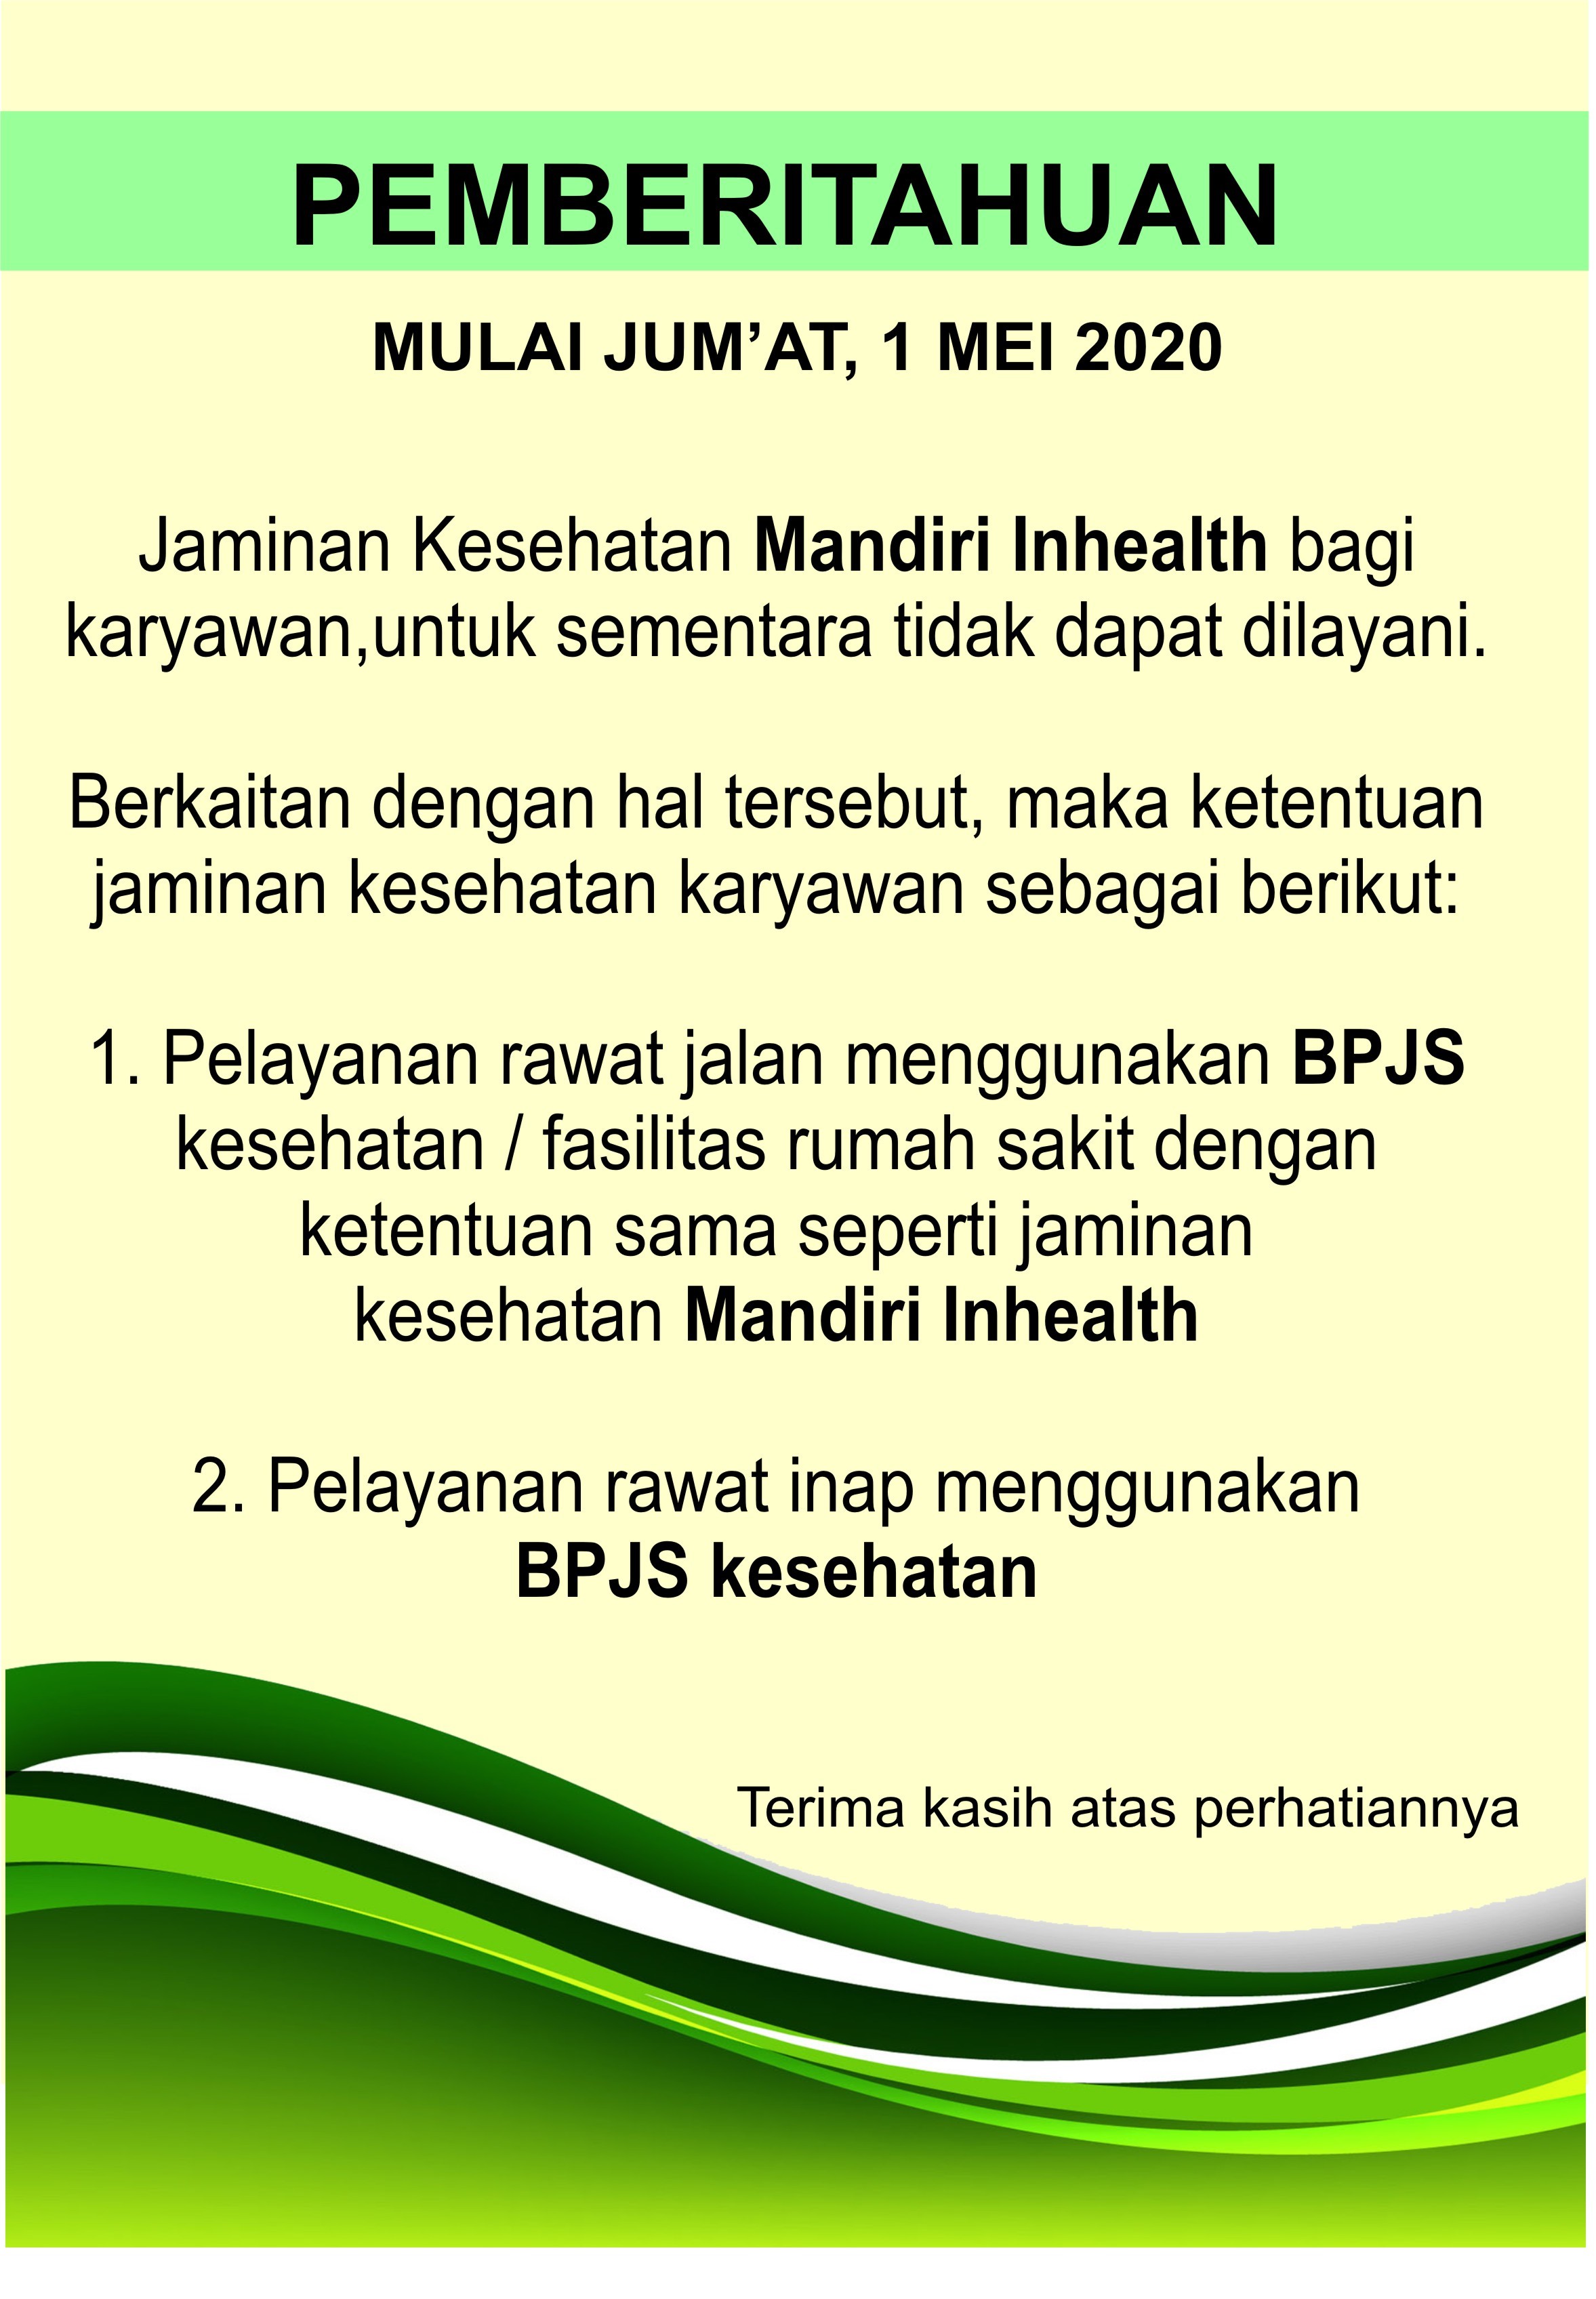 PEMBERITAHUAN
MULAI JUM’AT, 1 MEI 2020
Jaminan Kesehatan Mandiri Inhealth bagi
karyawan,untuk sementara tidak dapat dilayani.
Berkaitan dengan hal tersebut, maka ketentuan
jaminan kesehatan karyawan sebagai berikut:
1. Pelayanan rawat jalan menggunakan BPJS
kesehatan / fasilitas rumah sakit dengan
ketentuan sama seperti jaminan
kesehatan Mandiri Inhealth
2. Pelayanan rawat inap menggunakan
BPJS kesehatan
Terima kasih atas perhatiannya